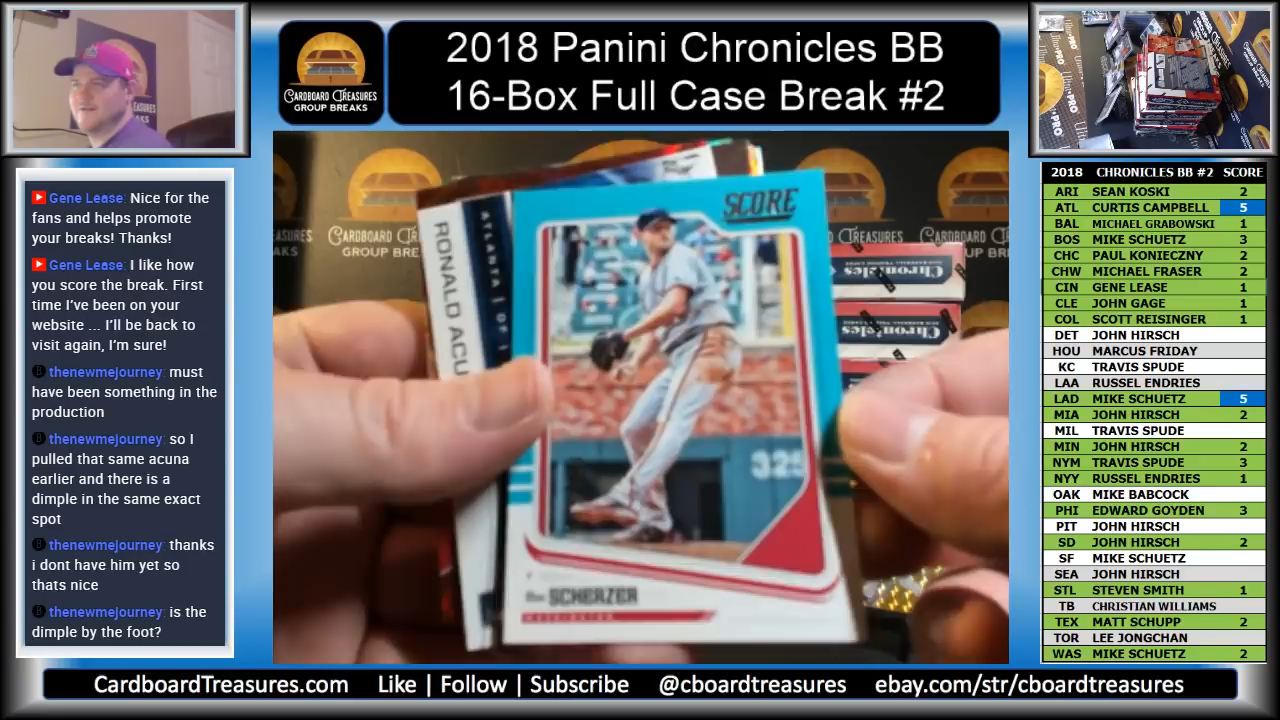 2018 Panini Chronicles BB
16-Box Full Case Break #2
CARDBOARD TREASURES
GROUP BREAKS
Gene Lease: Nice for the
fans and helps promote
your breaks! Thanks!
Gene Lease: I like how
you score the break. First
time I've been on your
website ... I'll be back to
visit again, I'm sure!
thenewmejourney: must
have been something in the
production
thenewmejourney: so I
pulled that same acuna
earlier and there is a
dimple in the same exact
spot
thenewmejourney: thanks
i dont have him yet so
thats nice
thenewmejourney: is the
dimple by the foot?
SCORE
RONALD ACU
ATLANTA | OF |
325
SCHERZER
WASHINGTON
CARDBOARD TREASURES
GROUP BRE
Chronicles
Chronicles
2018 CHRONICLES BB #2 SCORE
ARI SEAN KOSKI 2
ATL CURTIS CAMPBELL 5
BAL MICHAEL GRABOWSKI 1
BOS MIKE SCHUETZ 3
CHC PAUL KONIECZNY 2
CHW MICHAEL FRASER 2
CIN GENE LEASE 1
CLE JOHN GAGE 1
COL SCOTT REISINGER 1
DET JOHN HIRSCH
HOU MARCUS FRIDAY
KC TRAVIS SPUDE
LAA RUSSEL ENDRIES
LAD MIKE SCHUETZ 5
MIA JOHN HIRSCH 2
MIL TRAVIS SPUDE
MIN JOHN HIRSCH 2
NYM TRAVIS SPUDE 3
NYY RUSSEL ENDRIES 1
OAK MIKE BABCOCK
PHI EDWARD GOYDEN 3
PIT JOHN HIRSCH
SD JOHN HIRSCH 2
SF MIKE SCHUETZ
SEA JOHN HIRSCH
STL STEVEN SMITH 1
TB CHRISTIAN WILLIAMS
TEX MATT SCHUPP 2
TOR LEE JONGCHAN
WAS MIKE SCHUETZ 2
CardboardTreasures.com Like | Follow | Subscribe @cboardtreasures ebay.com/str/cboardtreasures